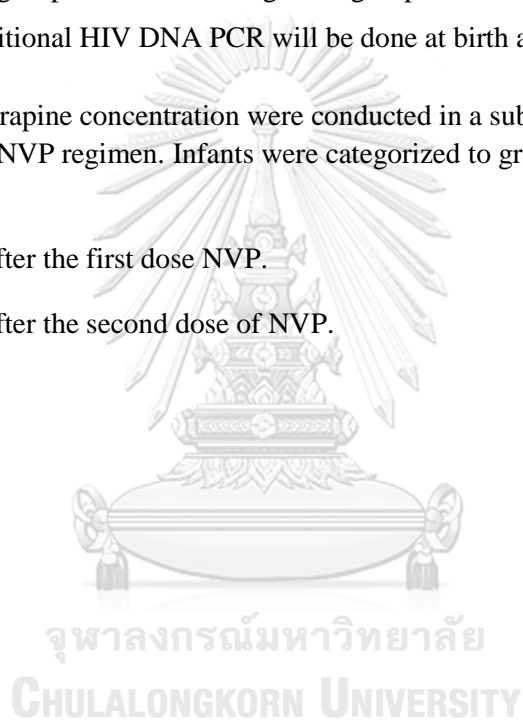 itional HIV DNA PCR will be done at birth a
rapine concentration were conducted in a sub
NVP regimen. Infants were categorized to gr
fter the first dose NVP.
fter the second dose of NVP.
จุฬาลงกรณ์มหาวิทยาลัย
CHULALONGKORN UNIVERSITY